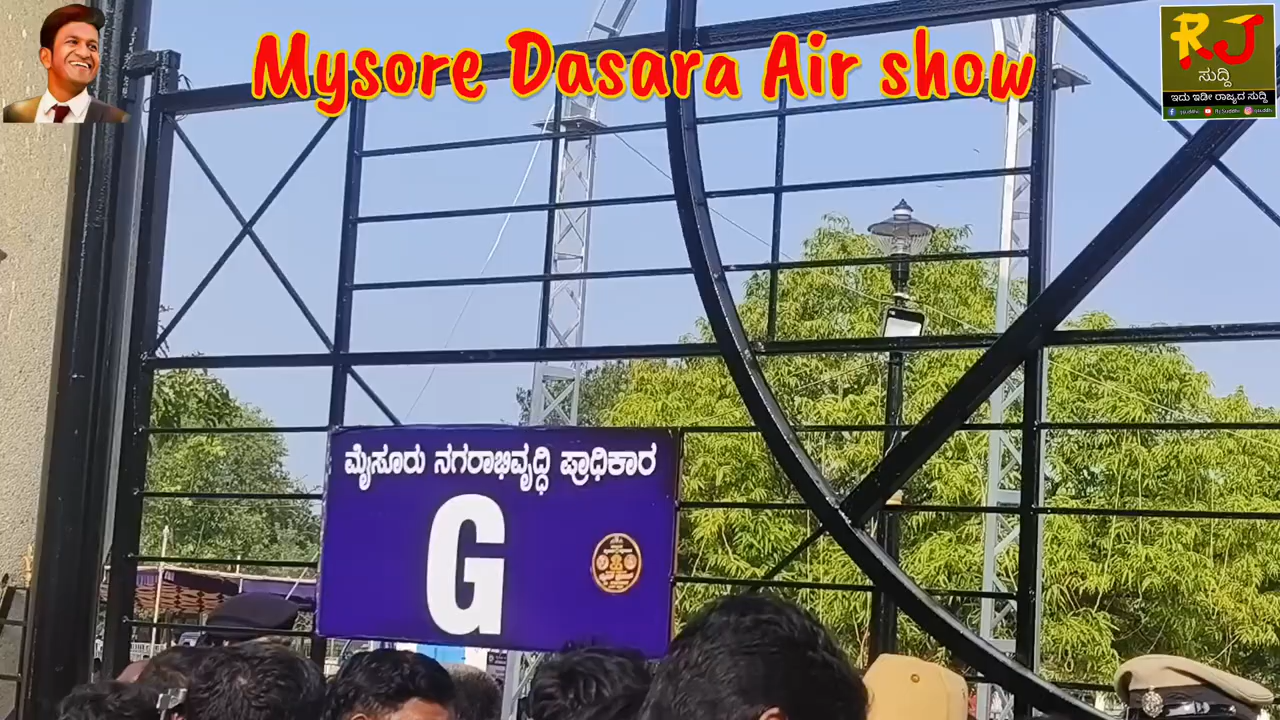 Mysore Dasara Air show
RJ
ಸುದ್ದಿ
ಇದು ಇಡೀ ರಾಜ್ಯದ ಸುದ್ದಿ
ಮೈಸೂರು ನಗರಾಭಿವೃದ್ಧಿ ಪ್ರಾಧಿಕಾರ
G